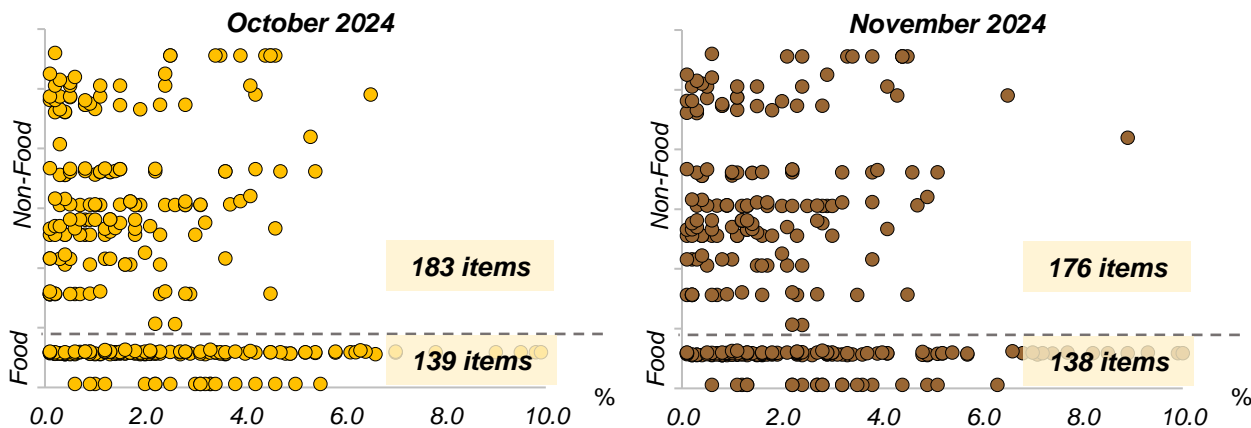 October 2024
Non-Food
Food
183 items
139 items
0.0 2.0 4.0 6.0 8.0 10.0
%
November 2024
Non-Food
Food
176 items
138 items
0.0 2.0 4.0 6.0 8.0 10.0
%